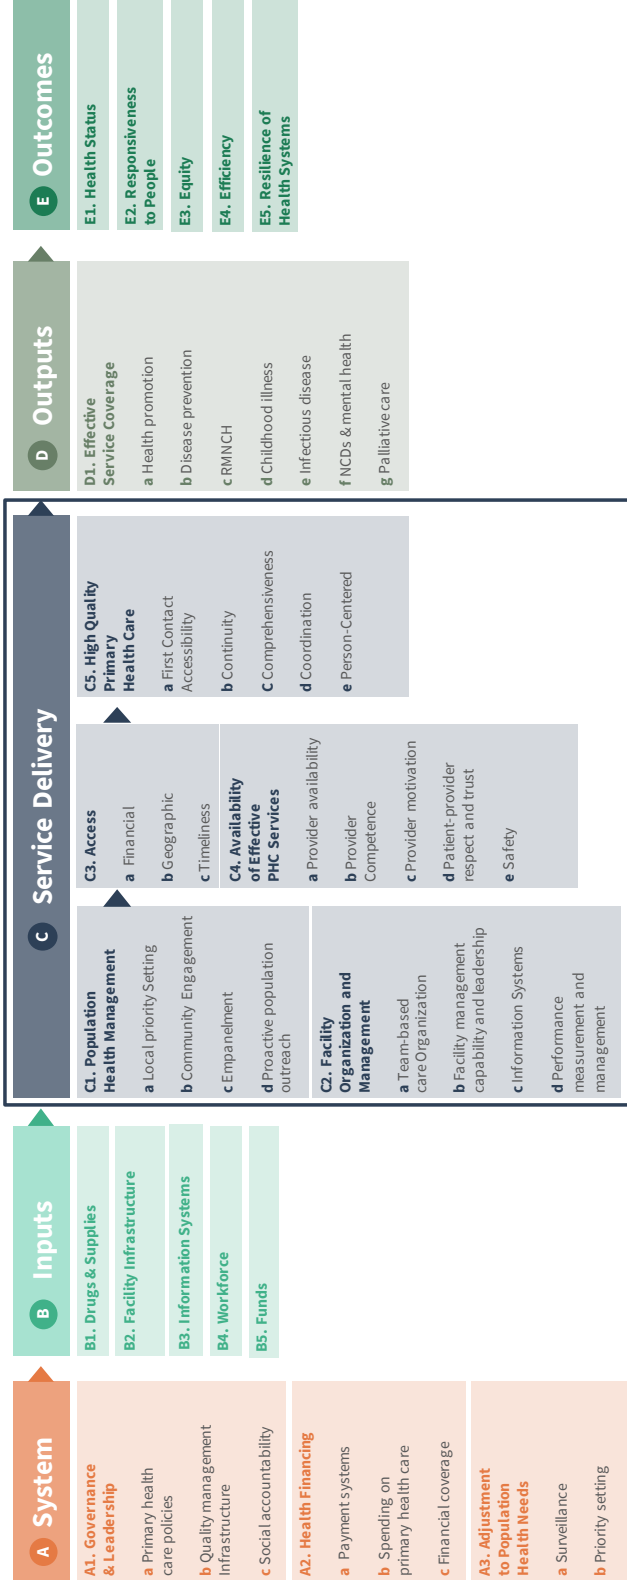 A System
A1. Governance
& Leadership
a Primary health
care policies
b Quality management
Infrastructure
c Social accountability
A2. Health Financing
a Payment systems
b Spending on
primary health care
c Financial coverage
A3. Adjustment
to Population
Health Needs
a Surveillance
b Priority setting
B Inputs
B1. Drugs & Supplies
B2. Facility Infrastructure
B3. Information Systems
B4. Workforce
B5. Funds
C Service Delivery
C1. Population
Health Management
a Local priority Setting
b Community Engagement
c Empanelment
d Proactive population
outreach
C2. Facility
Organization and
Management
a Team-based
care Organization
b Facility management
capability and leadership
c Information Systems
d Performance
measurement and
management
C3. Access
a Financial
b Geographic
c Timeliness
C4. Availability
of Effective
PHC Services
a Provider availability
b Provider
Competence
c Provider motivation
d Patient-provider
respect and trust
e Safety
C5. High Quality
Primary
Health Care
a First Contact
Accessibility
b Continuity
C Comprehensiveness
d Coordination
e Person-Centered
D Outputs
D1. Effective
Service Coverage
a Health promotion
b Disease prevention
c RMNCH
d Childhood illness
e Infectious disease
f NCDs & mental health
g Palliative care
E Outcomes
E1. Health Status
E2. Responsiveness
to People
E3. Equity
E4. Efficiency
E5. Resilience of
Health Systems